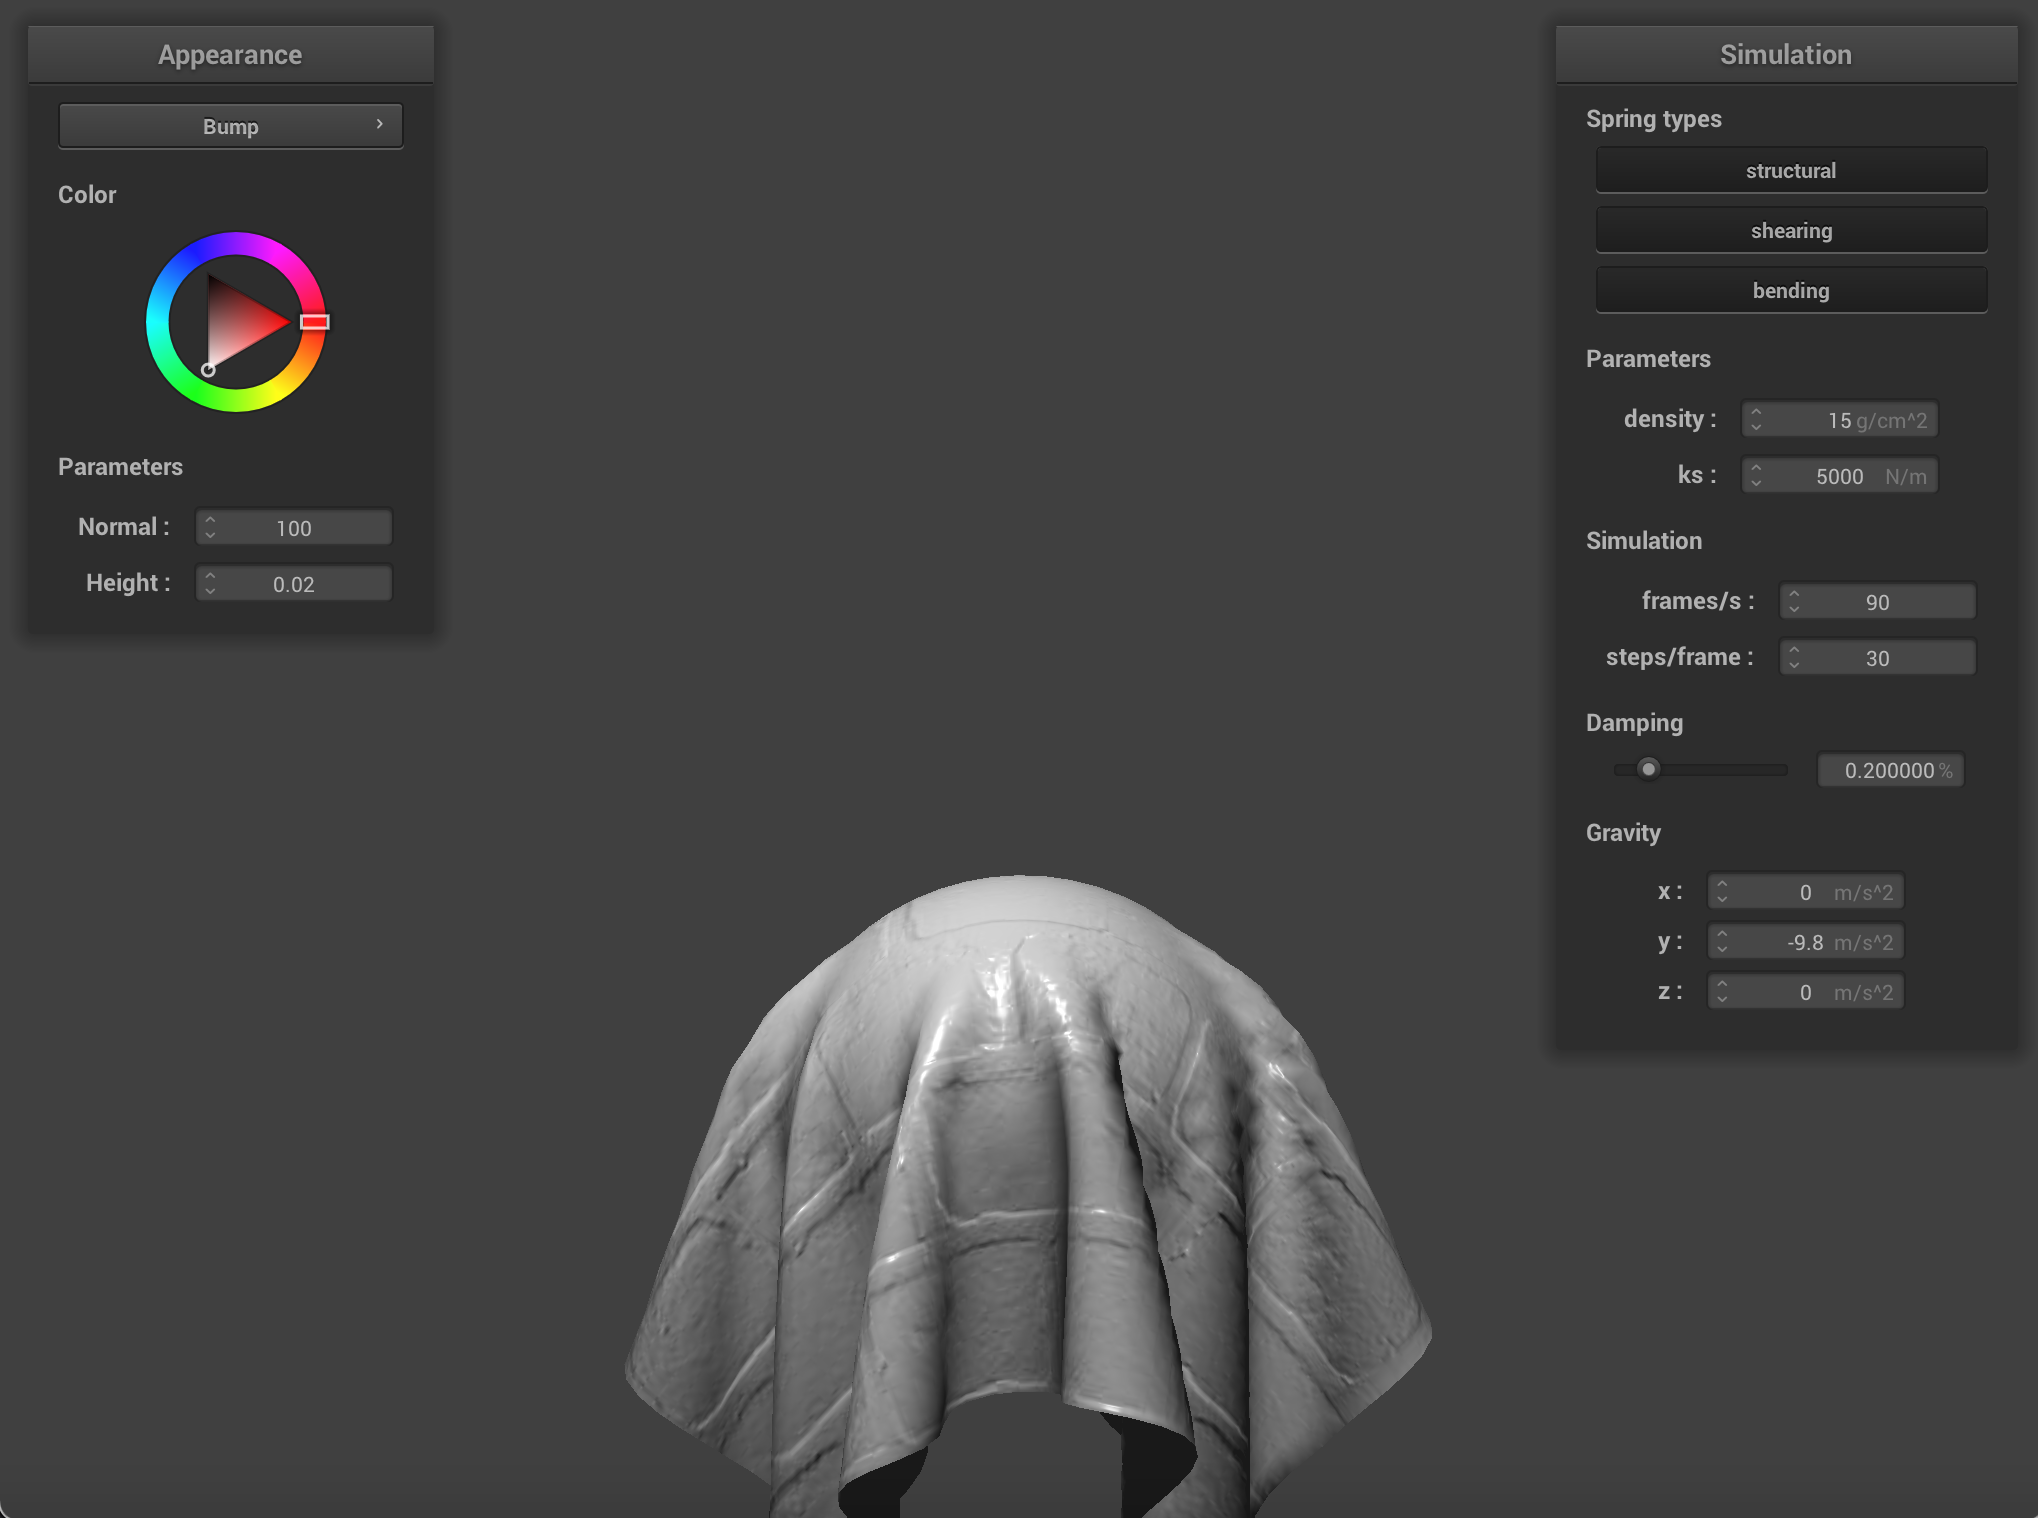 Appearance
Bump
Color
Parameters
Normal : 100
Height : 0.02
Simulation
Spring types
structural
shearing
bending
Parameters
density : 15 g/cm^2
ks : 5000 N/m
Simulation
frames/s : 90
steps/frame : 30
Damping
0.200000 %
Gravity
x : 0 m/s^2
y : -9.8 m/s^2
z : 0 m/s^2